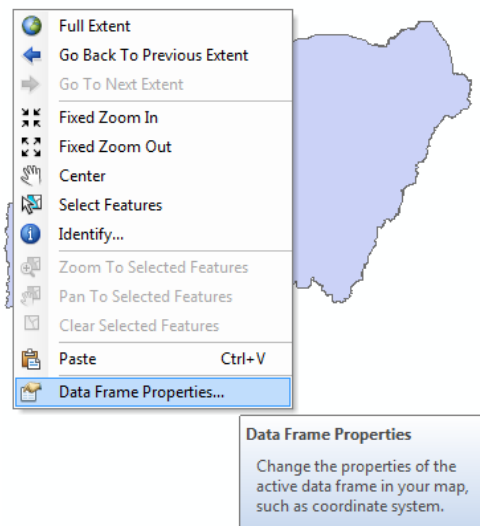 Full Extent
Go Back To Previous Extent
Go To Next Extent
Fixed Zoom In
Fixed Zoom Out
Center
Select Features
Identify...
Zoom To Selected Features
Pan To Selected Features
Clear Selected Features
Paste Ctrl+V
Data Frame Properties...
Data Frame Properties
Change the properties of the
active data frame in your map,
such as coordinate system.